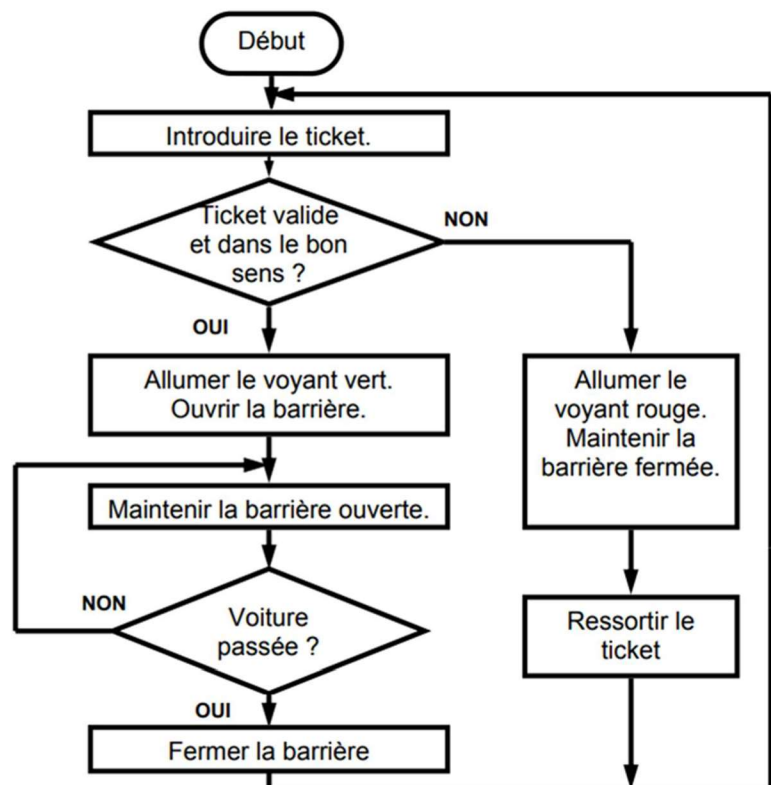 Début
Introduire le ticket.
Ticket valide
et dans le bon
sens ?
NON
OUI
Allumer le voyant vert.
Ouvrir la barrière.
Allumer le
voyant rouge.
Maintenir la
barrière fermée.
Maintenir la barrière ouverte.
NON
Voiture
passée ?
Ressortir le
ticket
OUI
Fermer la barrière